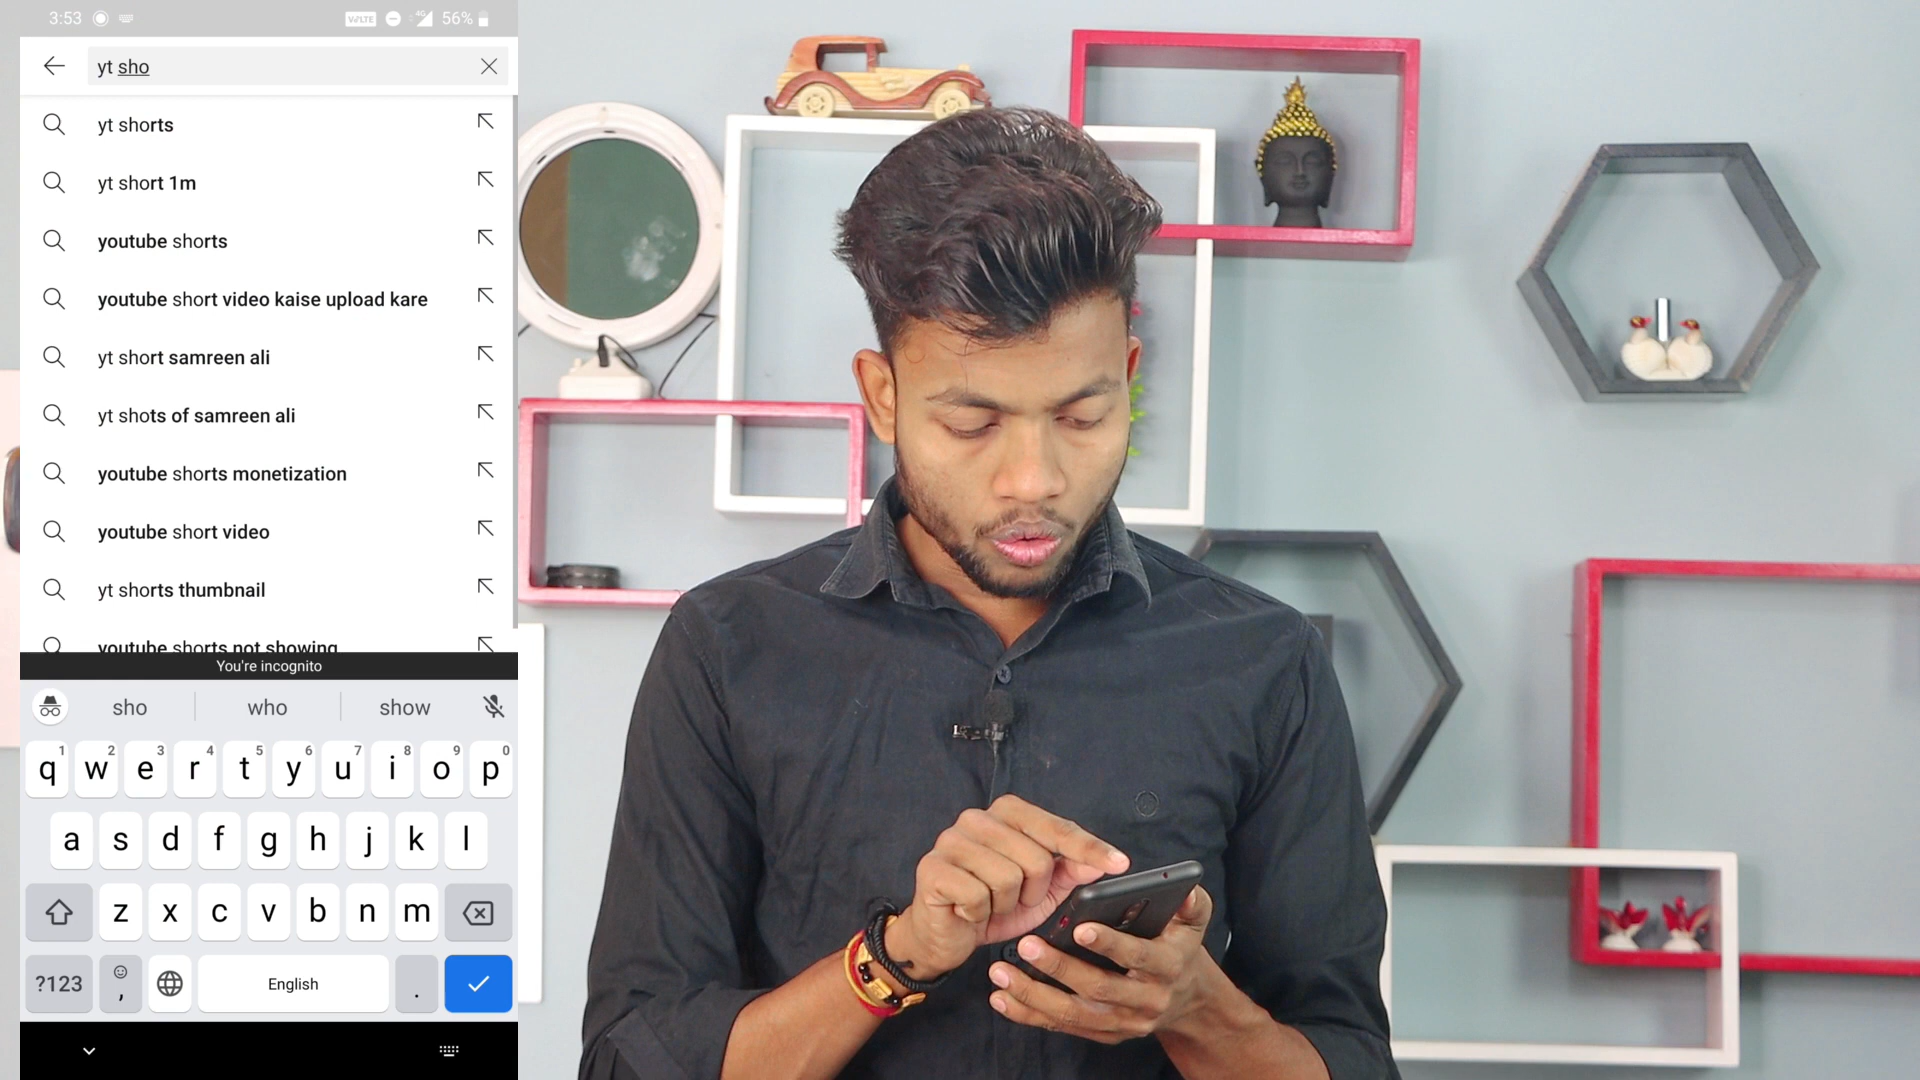 3:53 VoLTE 4G 56%
yt sho
yt shorts
yt short 1m
youtube shorts
youtube short video kaise upload kare
yt short samreen ali
yt shots of samreen ali
youtube shorts monetization
youtube short video
yt shorts thumbnail
youtube shorts not showing
You're incognito
sho who show
1 2 3 4 5 6 7 8 9 0
q w e r t y u i o p
a s d f g h j k l
z x c v b n m
?123 , English .